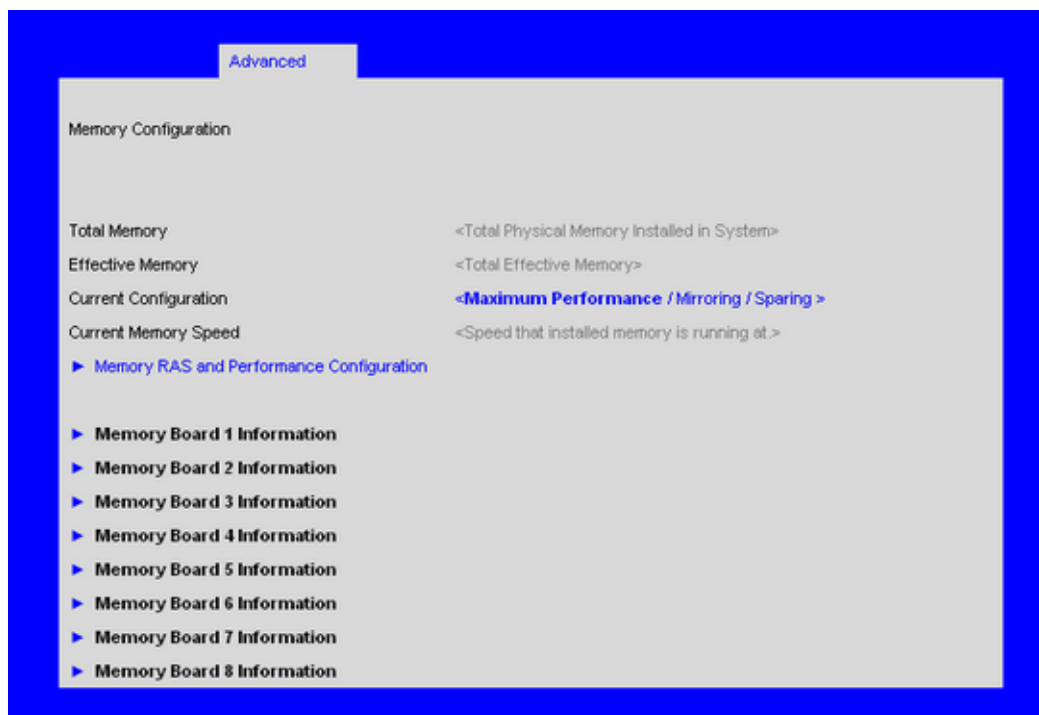 Advanced
Memory Configuration
Total Memory <Total Physical Memory Installed in System>
Effective Memory <Total Effective Memory>
Current Configuration <Maximum Performance / Mirroring / Sparing >
Current Memory Speed <Speed that installed memory is running at.>
► Memory RAS and Performance Configuration
► Memory Board 1 Information
► Memory Board 2 Information
► Memory Board 3 Information
► Memory Board 4 Information
► Memory Board 5 Information
► Memory Board 6 Information
► Memory Board 7 Information
► Memory Board 8 Information